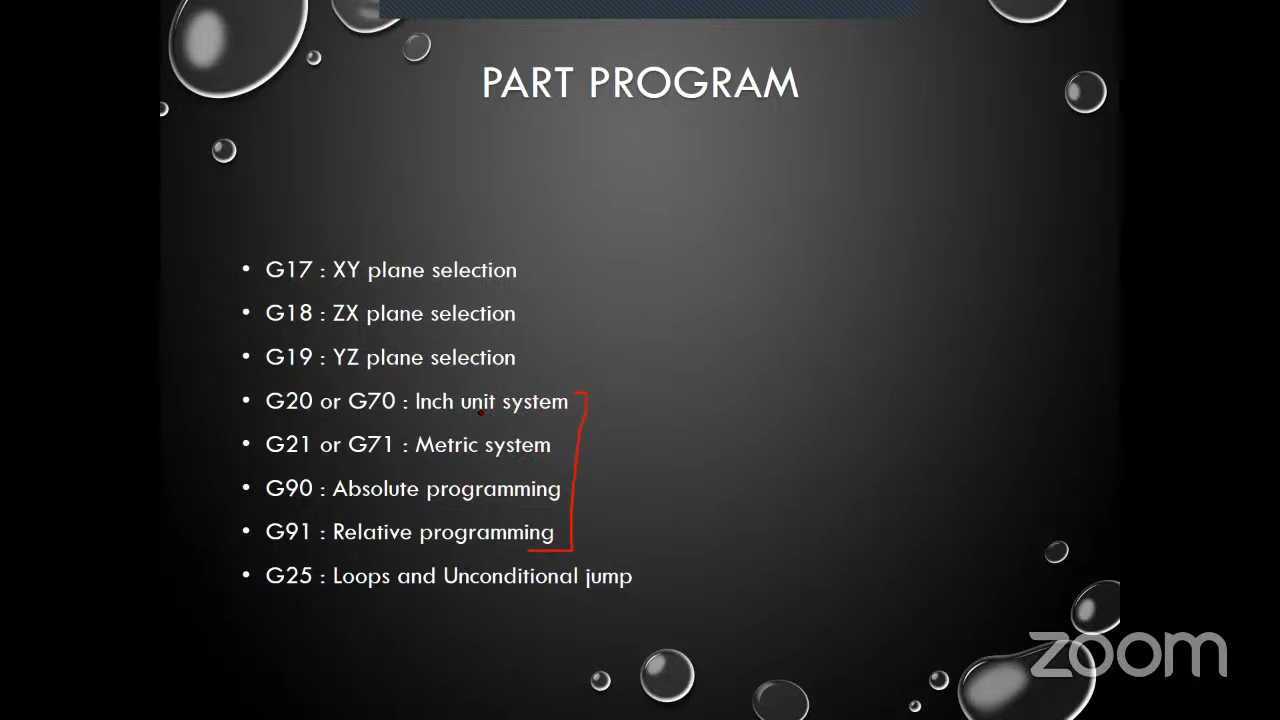 PART PROGRAM
• G17 : XY plane selection
• G18 : ZX plane selection
• G19 : YZ plane selection
• G20 or G70 : Inch unit system
• G21 or G71 : Metric system
• G90 : Absolute programming
• G91 : Relative programming
• G25 : Loops and Unconditional jump
zoom